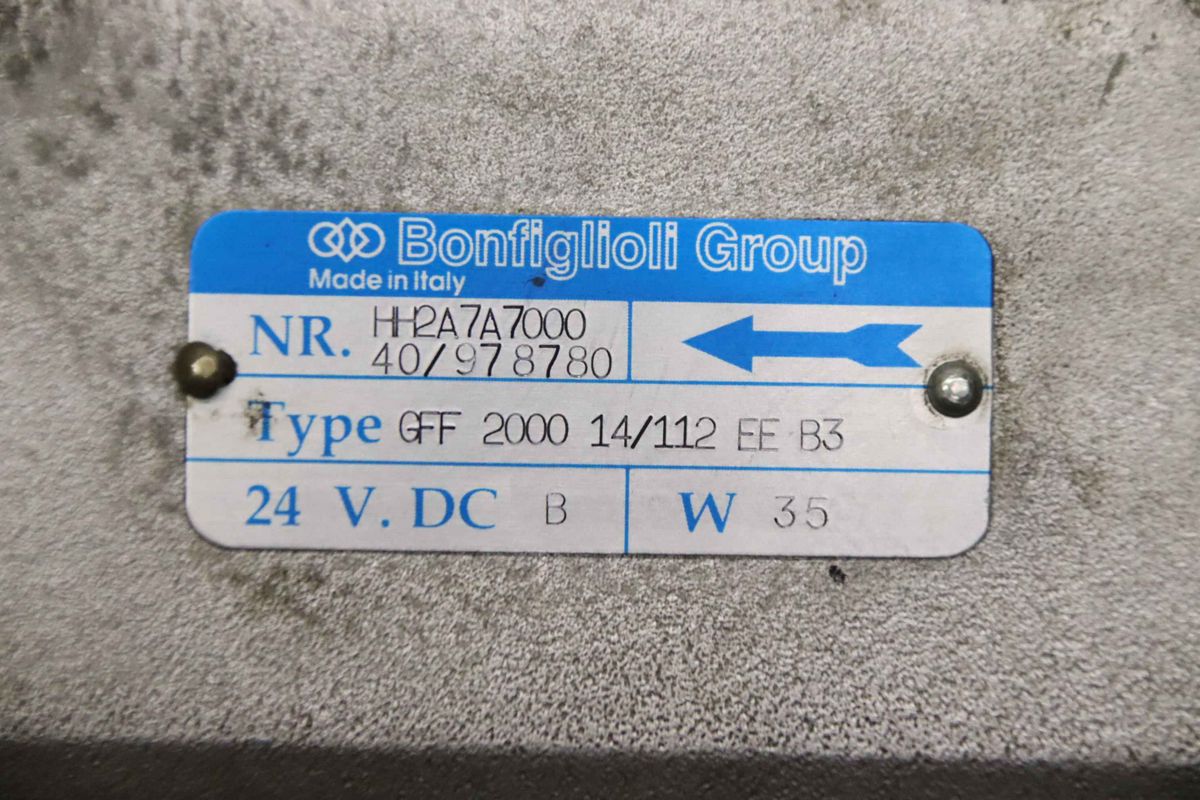 Bonfiglioli Group
Made in Italy
NR. HH2A7A7000
40/978780
Type GFF 2000 14/112 EE B3
24 V. DC B W 35